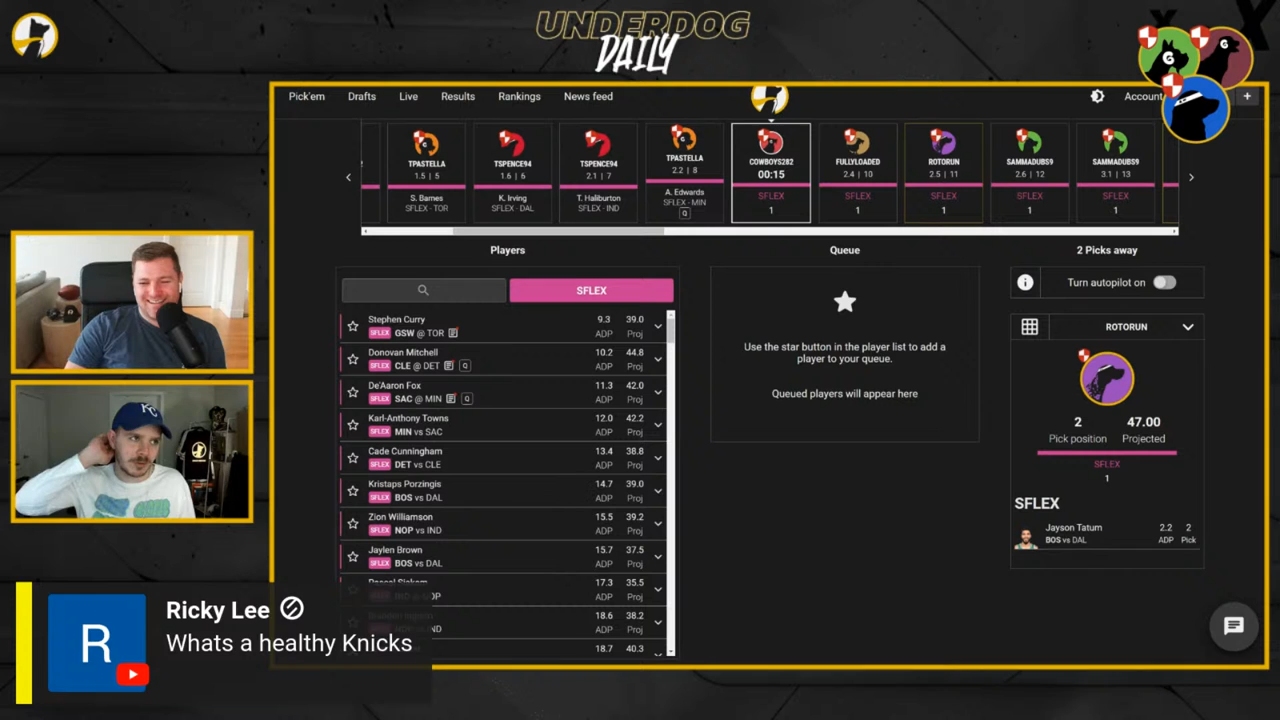 UNDERDOG
DAILY
Pick'em Drafts Live Results Rankings News feed Account +
TPASTELLA
1.5 | 5
S. Barnes
SFLEX - TOR
TSPENCE94
1.6 | 6
K. Irving
SFLEX - DAL
TSPENCE94
2.1 | 7
T. Haliburton
SFLEX - IND
TPASTELLA
2.2 | 8
A. Edwards
SFLEX - MIN
Q
COWBOYS282
00:15
SFLEX
1
FULLYLOADED
2.4 | 10
SFLEX
1
ROTORUN
2.5 | 11
SFLEX
1
SAMMADUBS9
2.6 | 12
SFLEX
1
SAMMADUBS9
3.1 | 13
SFLEX
1
Players
SFLEX
Stephen Curry 9.3 39.0
SFLEX GSW @ TOR ADP Proj
Donovan Mitchell 10.2 44.8
SFLEX CLE @ DET Q ADP Proj
De'Aaron Fox 11.3 42.0
SFLEX SAC @ MIN Q ADP Proj
Karl-Anthony Towns 12.0 42.2
SFLEX MIN vs SAC ADP Proj
Cade Cunningham 13.4 38.8
SFLEX DET vs CLE ADP Proj
Kristaps Porzingis 14.7 39.0
SFLEX BOS vs DAL ADP Proj
Zion Williamson 15.5 39.2
SFLEX NOP vs IND ADP Proj
Jaylen Brown 15.7 37.5
SFLEX BOS vs DAL ADP Proj
17.3 35.5
ADP Proj
18.6 38.2
ADP Proj
18.7 40.3
Queue
Use the star button in the player list to add a
player to your queue.
Queued players will appear here
2 Picks away
Turn autopilot on
ROTORUN
2 47.00
Pick position Projected
SFLEX
1
SFLEX
Jayson Tatum 2.2 2
BOS vs DAL ADP Pick
KC
R
Ricky Lee
Whats a healthy Knicks